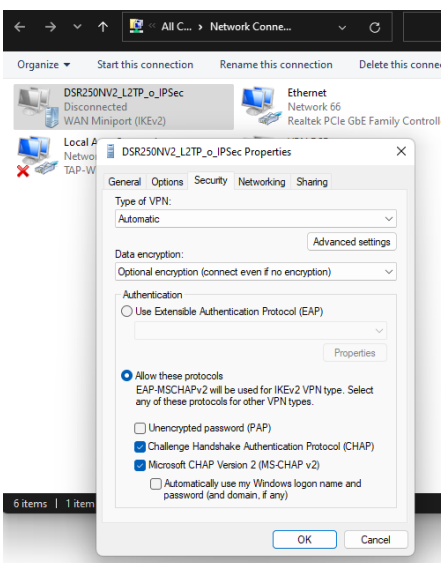 All C... › Network Conne...
Organize
Start this connection
Rename this connection
Delete this conne
DSR250NV2_L2TP_o_IPSec
Disconnected
WAN Miniport (IKEv2)
Ethernet
Network 66
Realtek PCIe GbE Family Controll
Local A
Netwo
TAP-W
DSR250NV2_L2TP_o_IPSec Properties
General Options Security Networking Sharing
Type of VPN:
Automatic
Advanced settings
Data encryption:
Optional encryption (connect even if no encryption)
Authentication
Use Extensible Authentication Protocol (EAP)
Properties
Allow these protocols
EAP-MSCHAPv2 will be used for IKEv2 VPN type. Select
any of these protocols for other VPN types.
Unencrypted password (PAP)
Challenge Handshake Authentication Protocol (CHAP)
Microsoft CHAP Version 2 (MS-CHAP v2)
Automatically use my Windows logon name and
password (and domain, if any)
6 items | 1 item
OK
Cancel